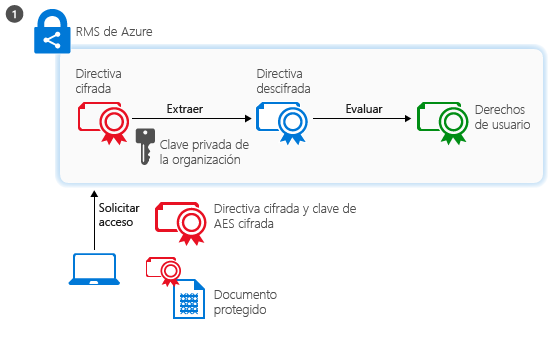 1
RMS de Azure
Directiva
cifrada
Extraer
Directiva
descifrada
Evaluar
Derechos
de usuario
Clave privada de
la organización
Solicitar
acceso
Directiva cifrada y clave de
AES cifrada
Documento
protegido